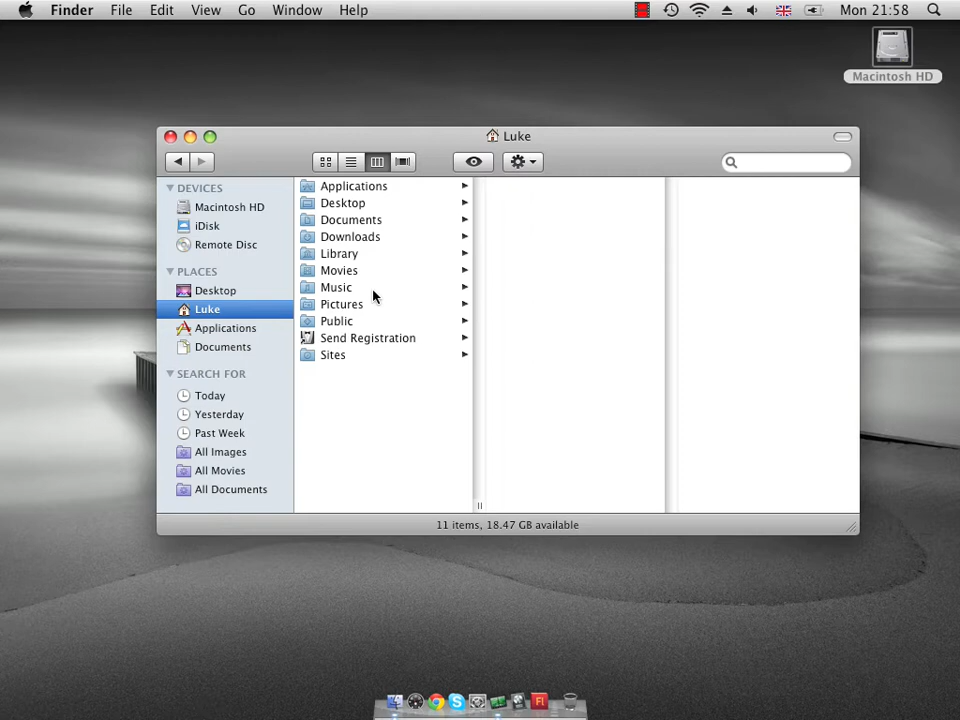 Finder File Edit View Go Window Help Mon 21:58
Macintosh HD
Luke
DEVICES
Macintosh HD
iDisk
Remote Disc
PLACES
Desktop
Luke
Applications
Documents
SEARCH FOR
Today
Yesterday
Past Week
All Images
All Movies
All Documents
Applications
Desktop
Documents
Downloads
Library
Movies
Music
Pictures
Public
Send Registration
Sites
11 items, 18.47 GB available
Fl